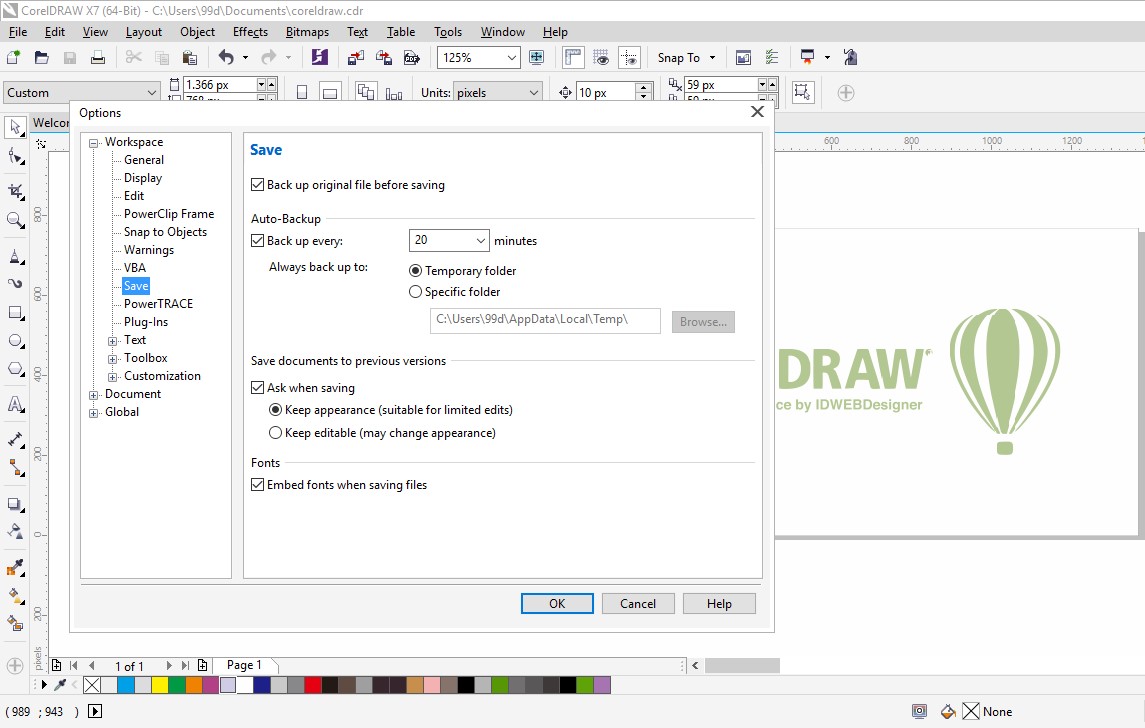 CorelDRAW X7 (64-Bit) - C:\Users\99d\Documents\coreldraw.cdr
File Edit View Layout Object Effects Bitmaps Text Table Tools Window Help
125% Snap To
Custom 1.366 px Units: pixels 10 px 59 px
768 px 59 px
Options
Welcom
600 800 1000 1200
Workspace
General
Display
Edit
PowerClip Frame
Snap to Objects
Warnings
VBA
Save
PowerTRACE
Plug-Ins
Text
Toolbox
Customization
Document
Global
Save
Back up original file before saving
Auto-Backup
Back up every: 20 minutes
Always back up to: Temporary folder
Specific folder
C:\Users\99d\AppData\Local\Temp\ Browse...
Save documents to previous versions
Ask when saving
Keep appearance (suitable for limited edits)
Keep editable (may change appearance)
Fonts
Embed fonts when saving files
OK Cancel Help
800
600
400
200
0
200
pixels
DRAW
ce by IDWEBDesigner
1 of 1 Page 1
( 989 ; 943 ) None